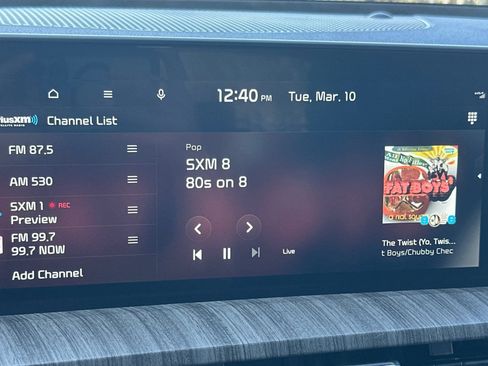 12:40 PM
Tue, Mar. 10
siriusxm
Channel List
FM 87.5
AM 530
SXM 1 REC
Preview
FM 99.7
99.7 NOW
Add Channel
Pop
SXM 8
80s on 8
Live
FAT BOYS
The Twist (Yo, Twis...
t Boys/Chubby Chec